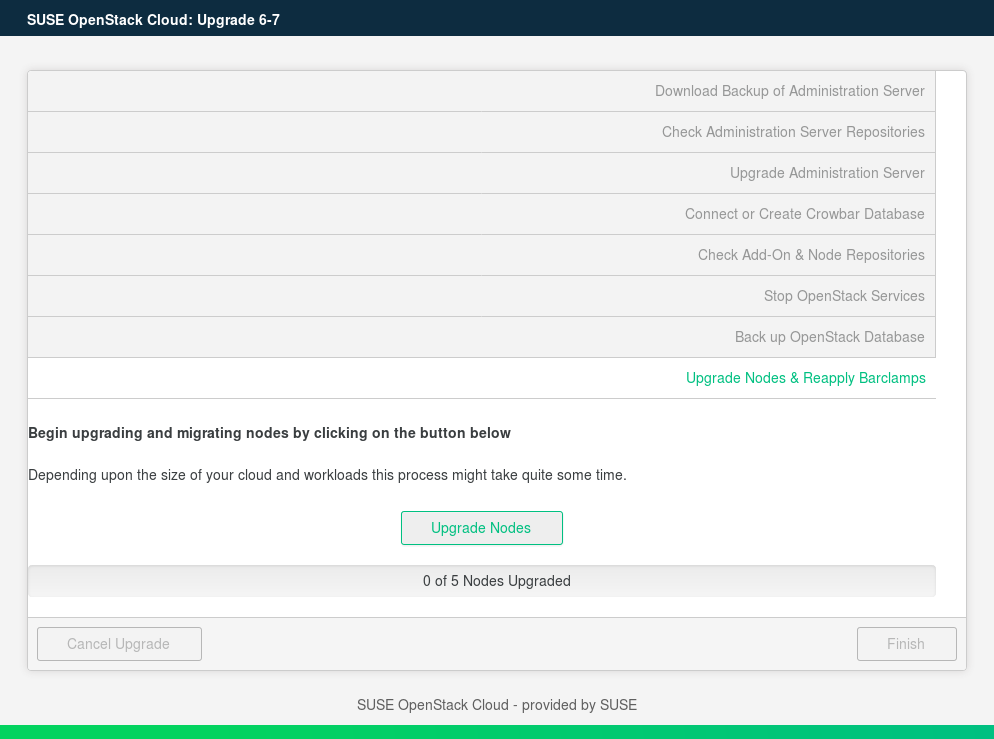 SUSE OpenStack Cloud: Upgrade 6-7
Download Backup of Administration Server
Check Administration Server Repositories
Upgrade Administration Server
Connect or Create Crowbar Database
Check Add-On & Node Repositories
Stop OpenStack Services
Back up OpenStack Database
Upgrade Nodes & Reapply Barclamps
Begin upgrading and migrating nodes by clicking on the button below
Depending upon the size of your cloud and workloads this process might take quite some time.
Upgrade Nodes
0 of 5 Nodes Upgraded
Cancel Upgrade
Finish
SUSE OpenStack Cloud - provided by SUSE